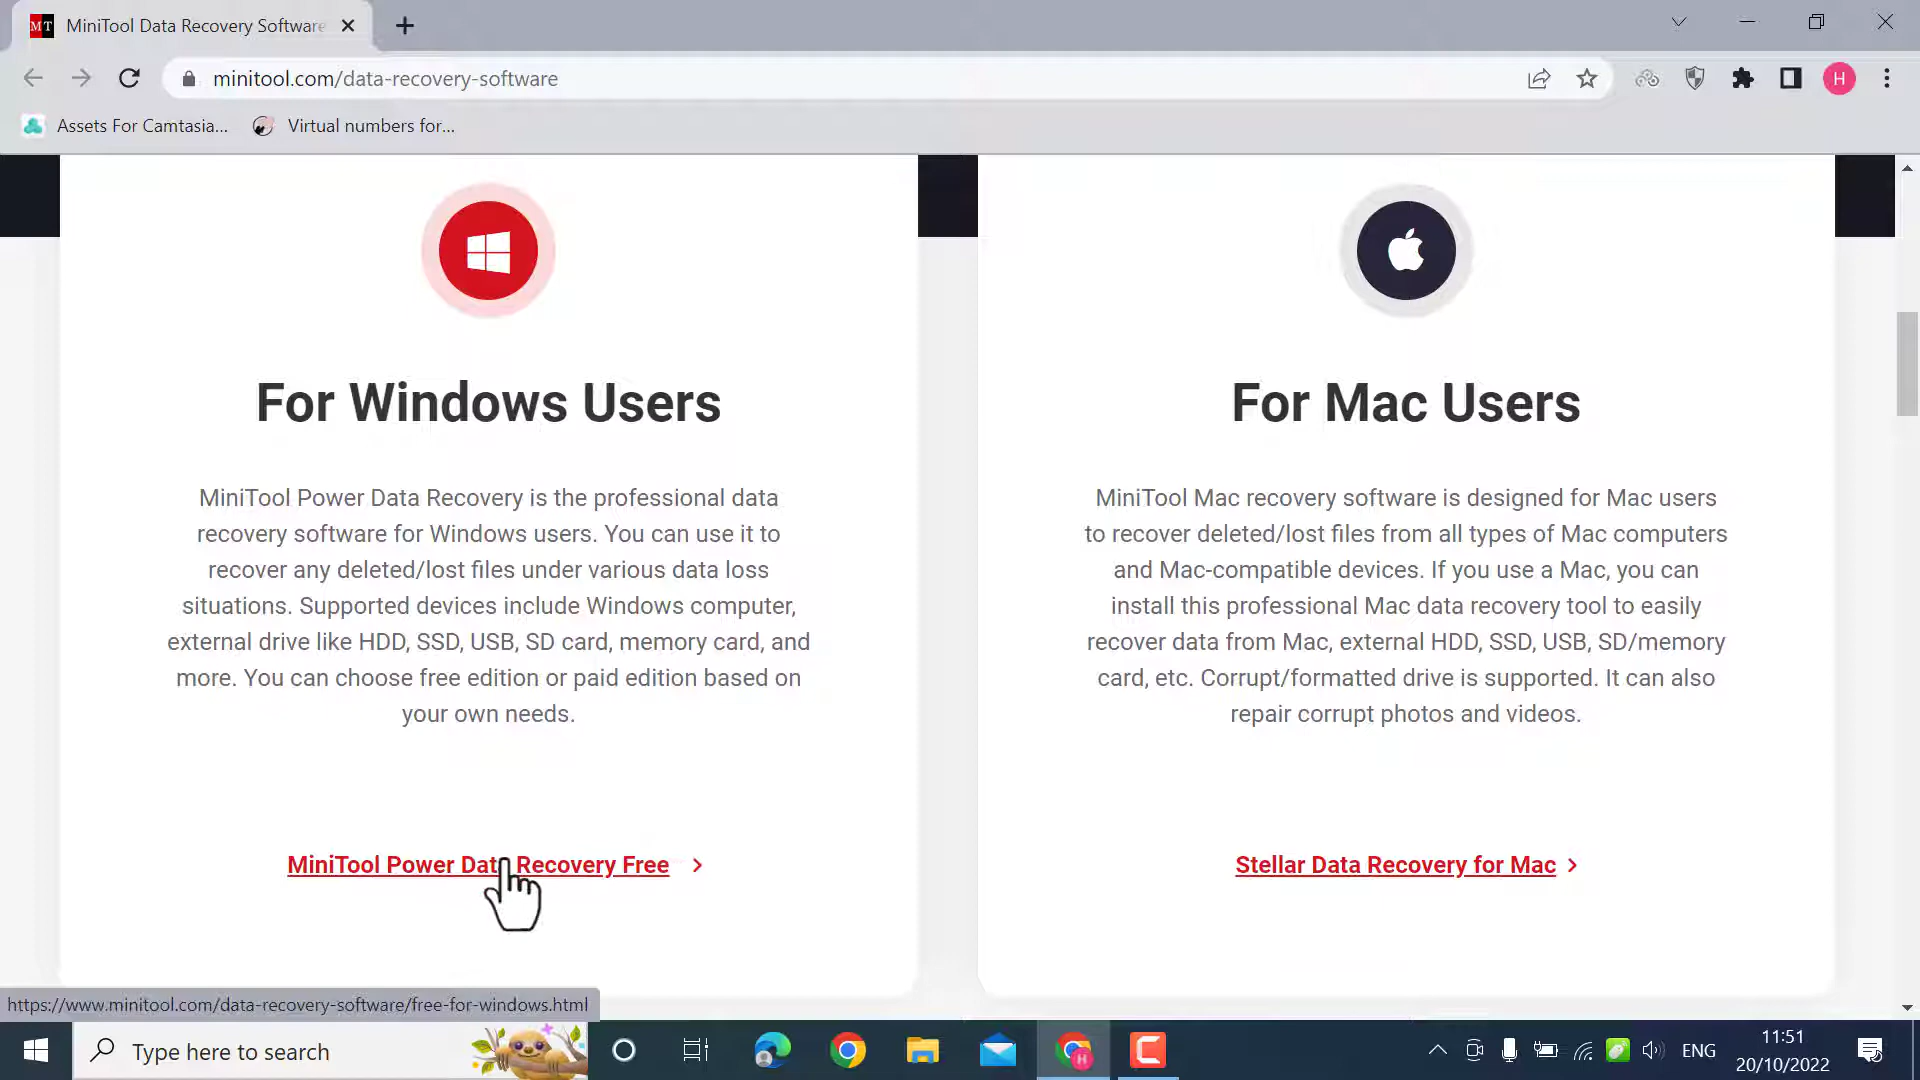 MT MiniTool Data Recovery Software
minitool.com/data-recovery-software
H
Assets For Camtasia...
Virtual numbers for...
For Windows Users
MiniTool Power Data Recovery is the professional data
recovery software for Windows users. You can use it to
recover any deleted/lost files under various data loss
situations. Supported devices include Windows computer,
external drive like HDD, SSD, USB, SD card, memory card, and
more. You can choose free edition or paid edition based on
your own needs.
MiniTool Power Data Recovery Free
For Mac Users
MiniTool Mac recovery software is designed for Mac users
to recover deleted/lost files from all types of Mac computers
and Mac-compatible devices. If you use a Mac, you can
install this professional Mac data recovery tool to easily
recover data from Mac, external HDD, SSD, USB, SD/memory
card, etc. Corrupt/formatted drive is supported. It can also
repair corrupt photos and videos.
Stellar Data Recovery for Mac
https://www.minitool.com/data-recovery-software/free-for-windows.html
Type here to search
H
ENG
11:51
20/10/2022